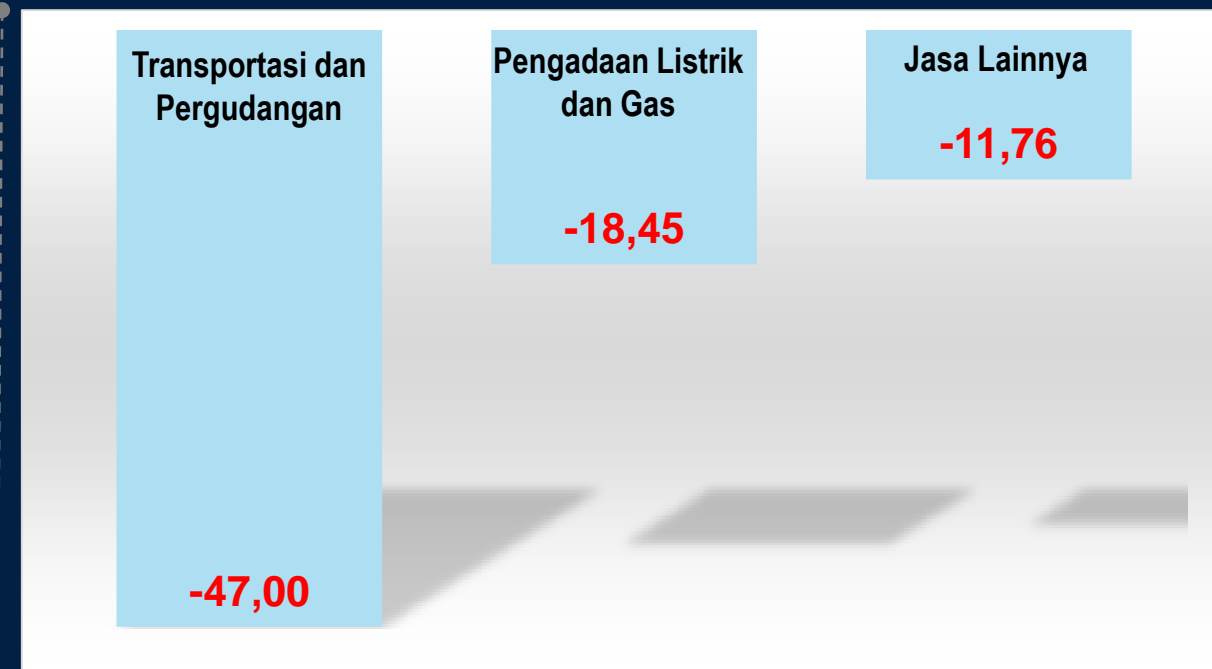 Transportasi dan
Pergudangan
-47,00
Pengadaan Listrik
dan Gas
-18,45
Jasa Lainnya
-11,76